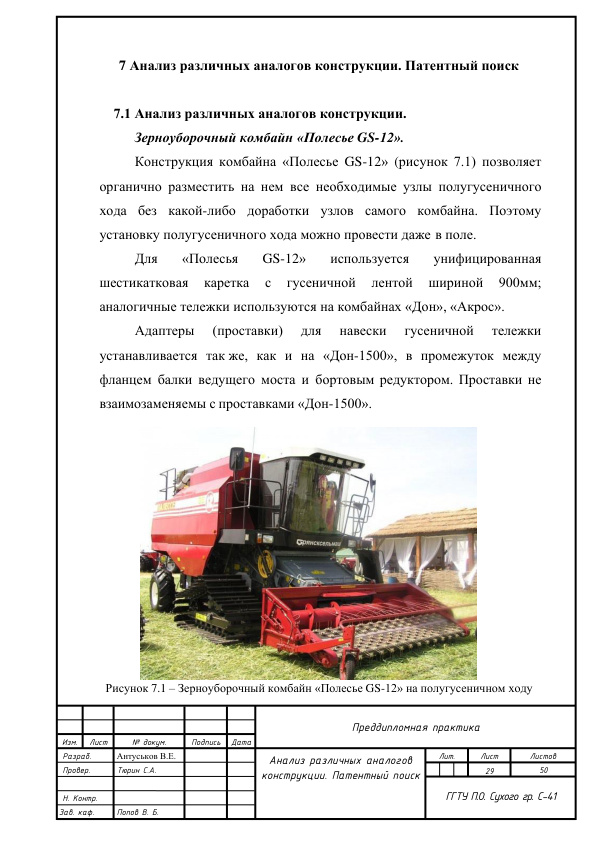 7 Анализ различных аналогов конструкции. Патентный поиск
7.1 Анализ различных аналогов конструкции.
Зерноуборочный комбайн «Полесье GS-12».
Конструкция комбайна «Полесье GS-12» (рисунок 7.1) позволяет
органично разместить на нем все необходимые узлы полугусеничного
хода без какой-либо доработки узлов самого комбайна. Поэтому
установку полугусеничного хода можно провести даже в поле.
Для «Полесья GS-12» используется унифицированная
шестикатковая каретка с гусеничной лентой шириной 900мм;
аналогичные тележки используются на комбайнах «Дон», «Акрос».
Адаптеры (проставки) для навески гусеничной тележки
устанавливается так же, как и на «Дон-1500», в промежуток между
фланцем балки ведущего моста и бортовым редуктором. Проставки не
взаимозаменяемы с проставками «Дон-1500».
БРЯНСКСЕЛЬМАШ
Рисунок 7.1 – Зерноуборочный комбайн «Полесье GS-12» на полугусеничном ходу
Преддипломная практика
Изм. Лист № докум. Подпись Дата
Разраб. Антуськов В.Е.
Провер. Тюрин С.А.
Н. Контр.
Зав. каф. Попов В. Б.
Анализ различных аналогов
конструкции. Патентный поиск
Лит. Лист Листов
29 50
ГГТУ П.О. Сухого гр. С-41